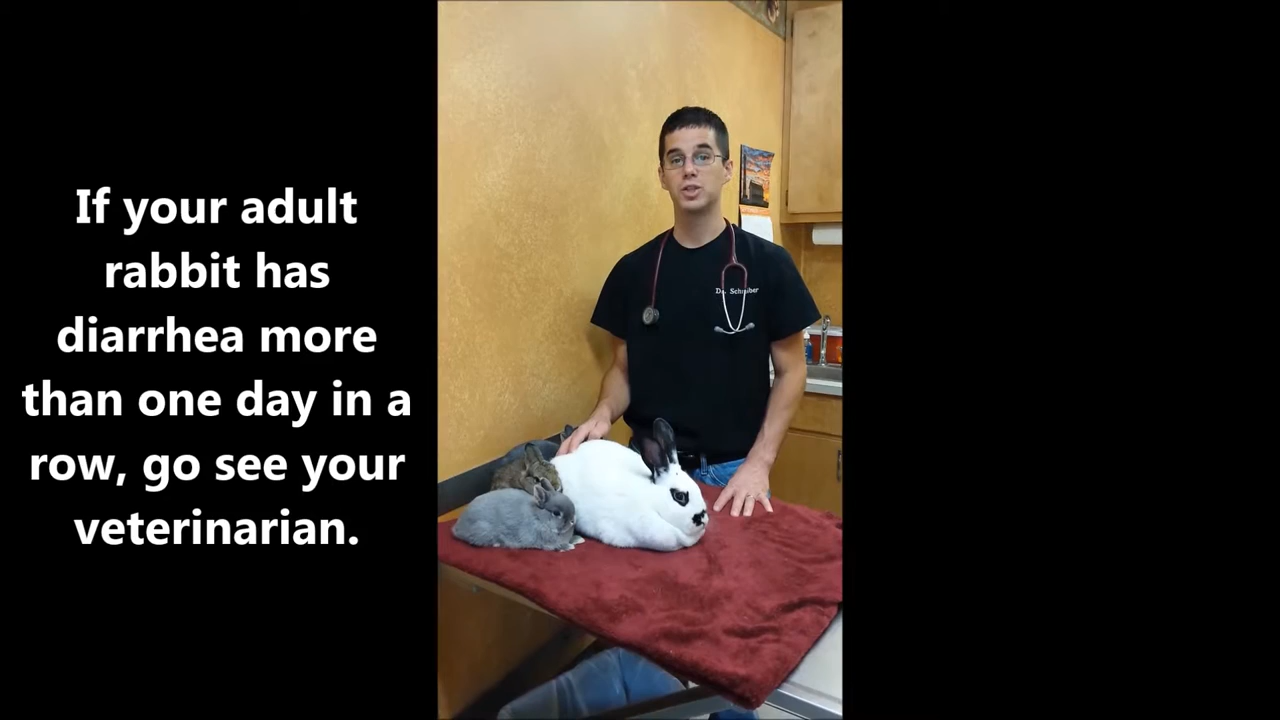 If your adult
rabbit has
diarrhea more
than one day in a
row, go see your
veterinarian.